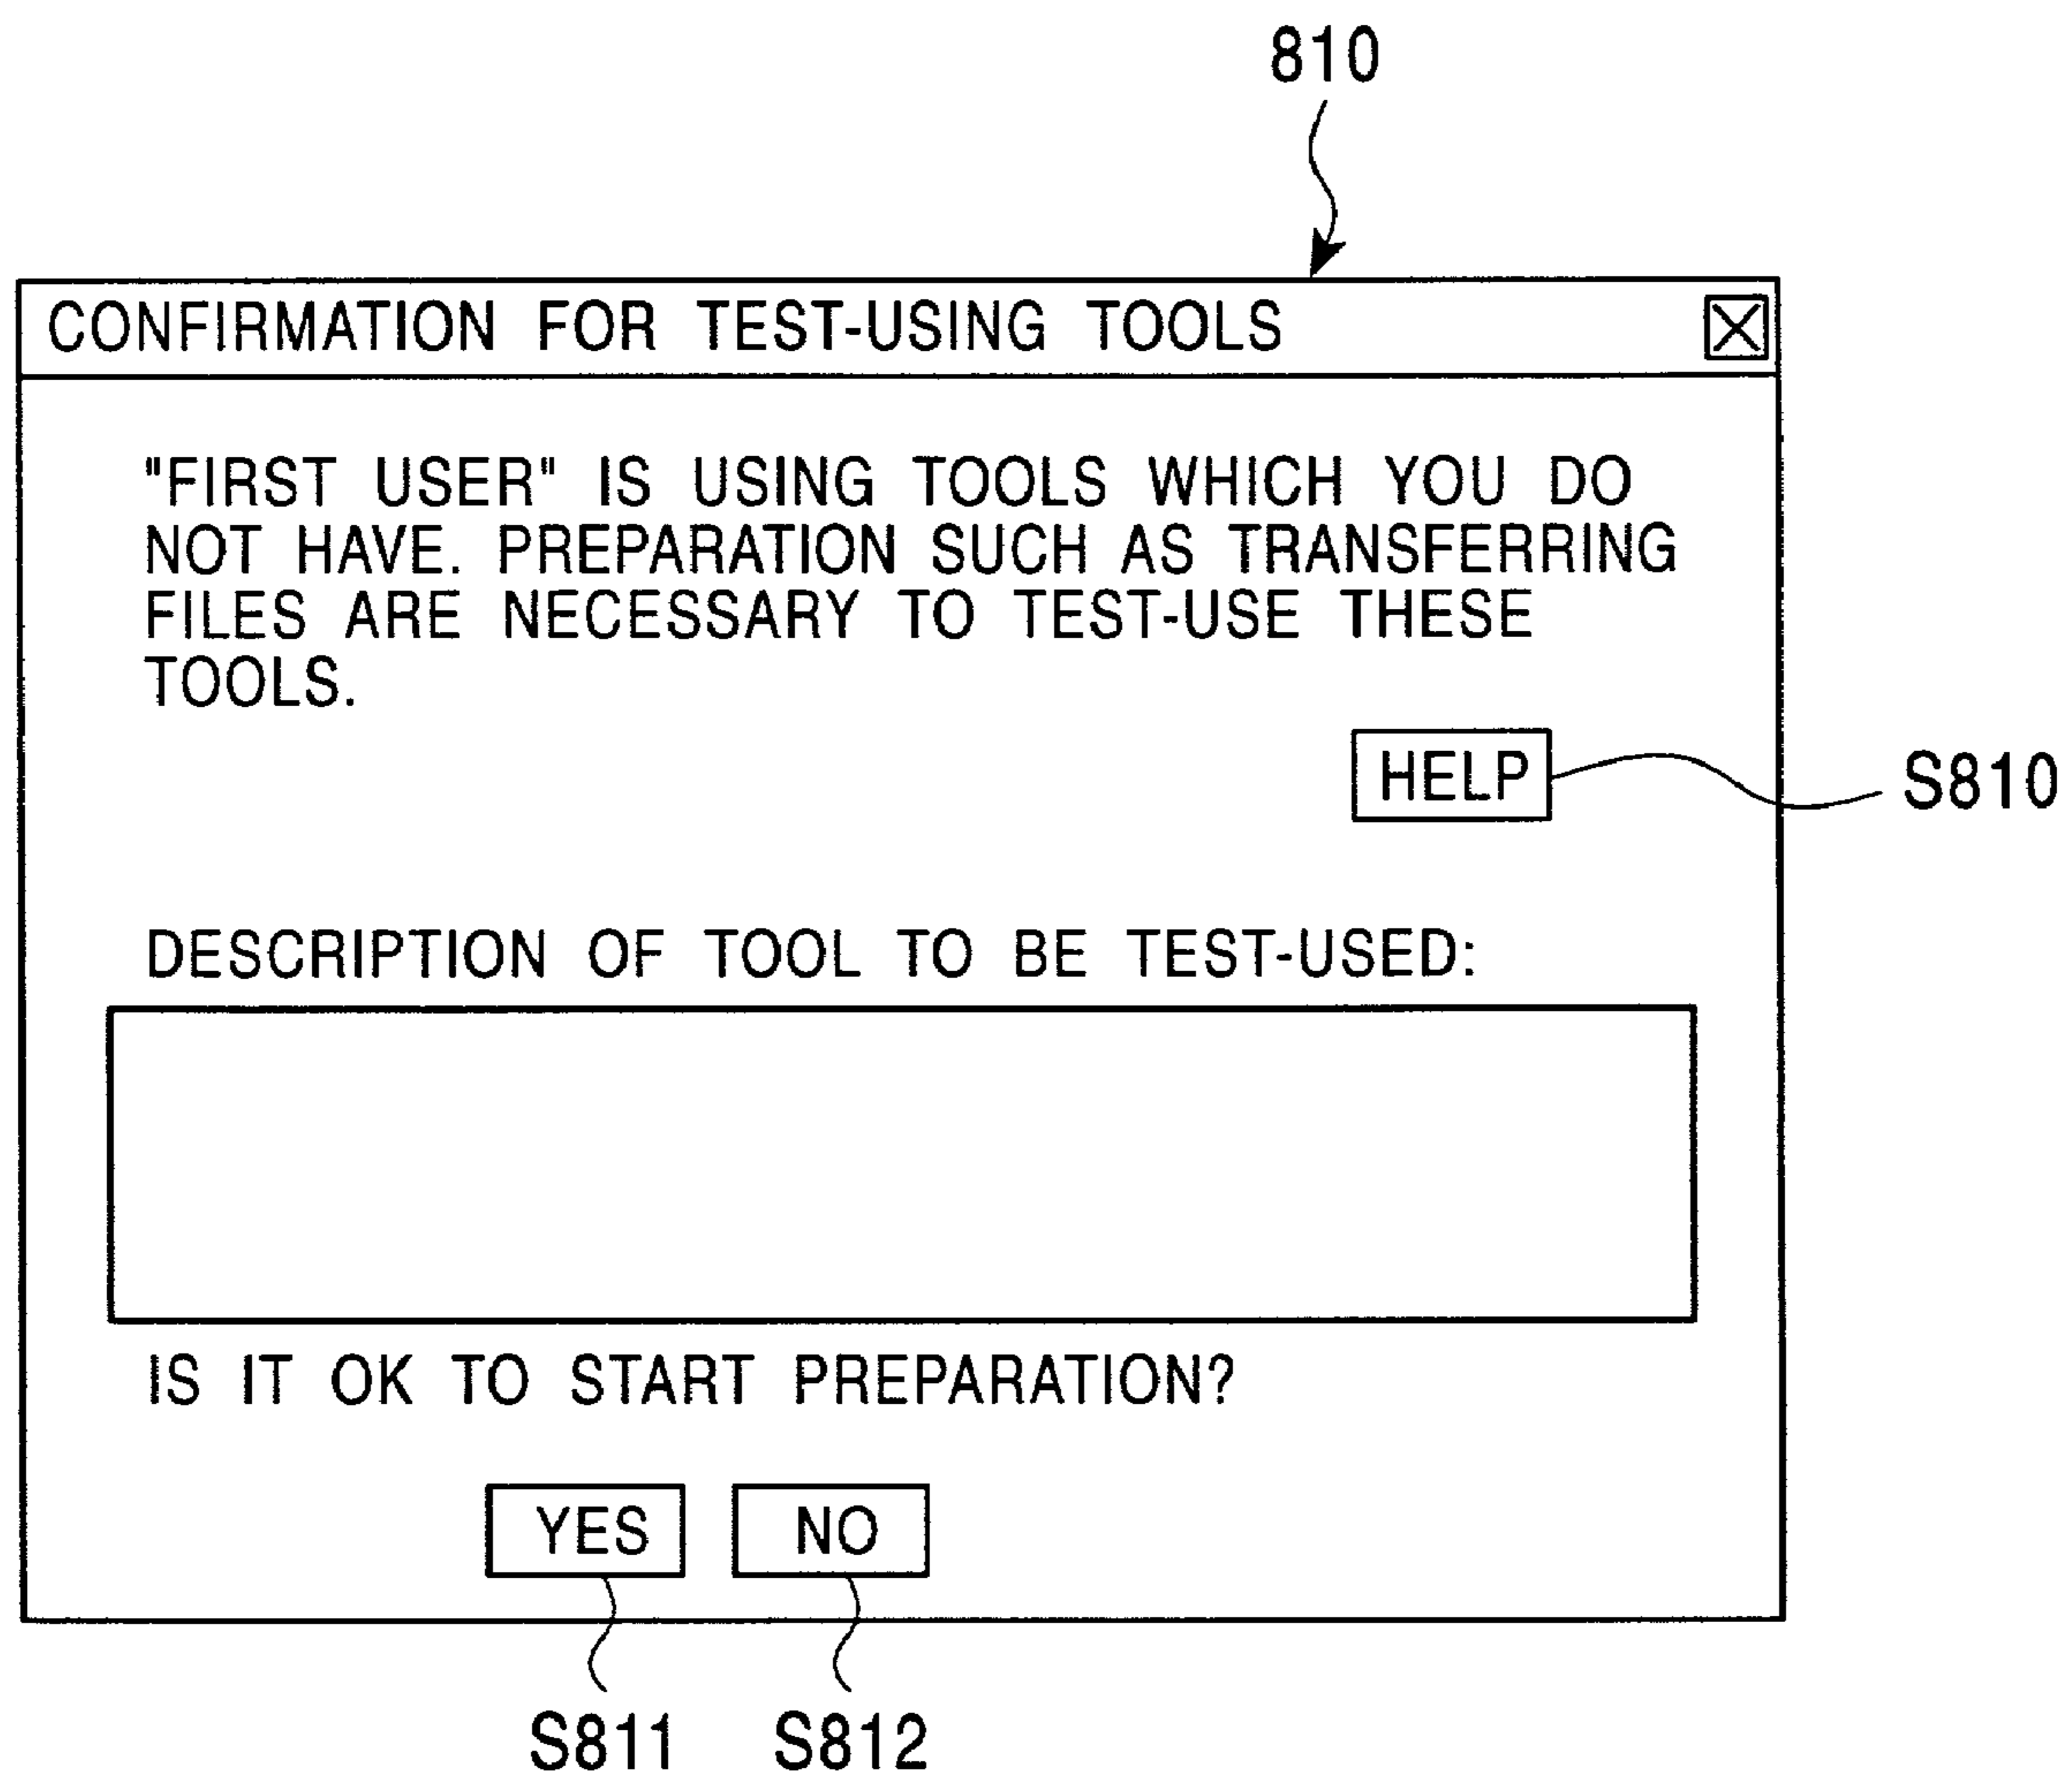 810
CONFIRMATION FOR TEST-USING TOOLS
"FIRST USER" IS USING TOOLS WHICH YOU DO
NOT HAVE. PREPARATION SUCH AS TRANSFERRING
FILES ARE NECESSARY TO TEST-USE THESE
TOOLS.
HELP
S810
DESCRIPTION OF TOOL TO BE TEST-USED:
IS IT OK TO START PREPARATION?
YES NO
S811 S812